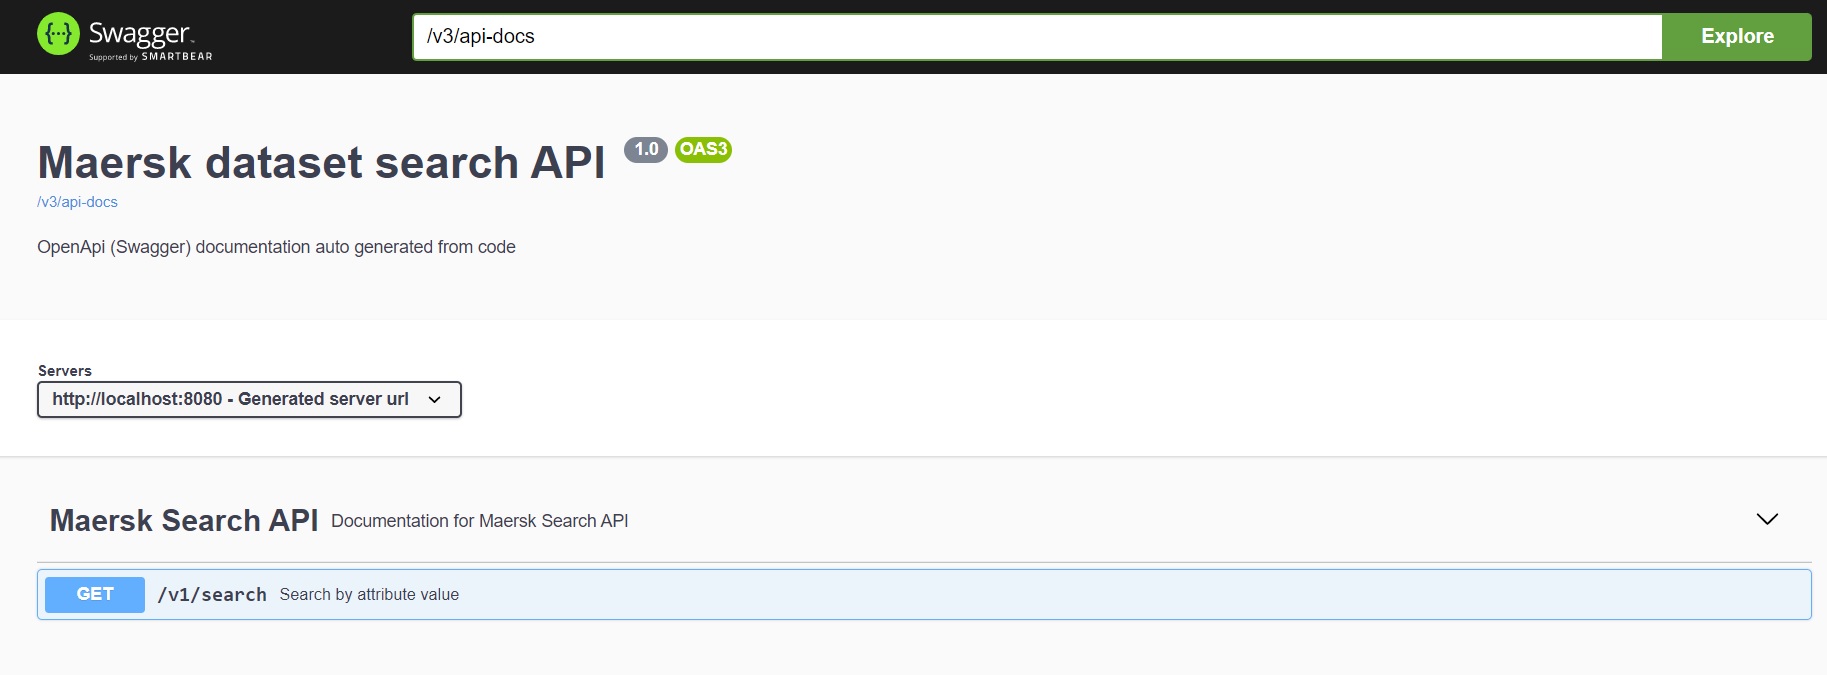 {···} Swagger™
Supported by SMARTBEAR
/v3/api-docs
Explore
Maersk dataset search API 1.0 OAS3
/v3/api-docs
OpenApi (Swagger) documentation auto generated from code
Servers
http://localhost:8080 - Generated server url
Maersk Search API Documentation for Maersk Search API
GET /v1/search Search by attribute value